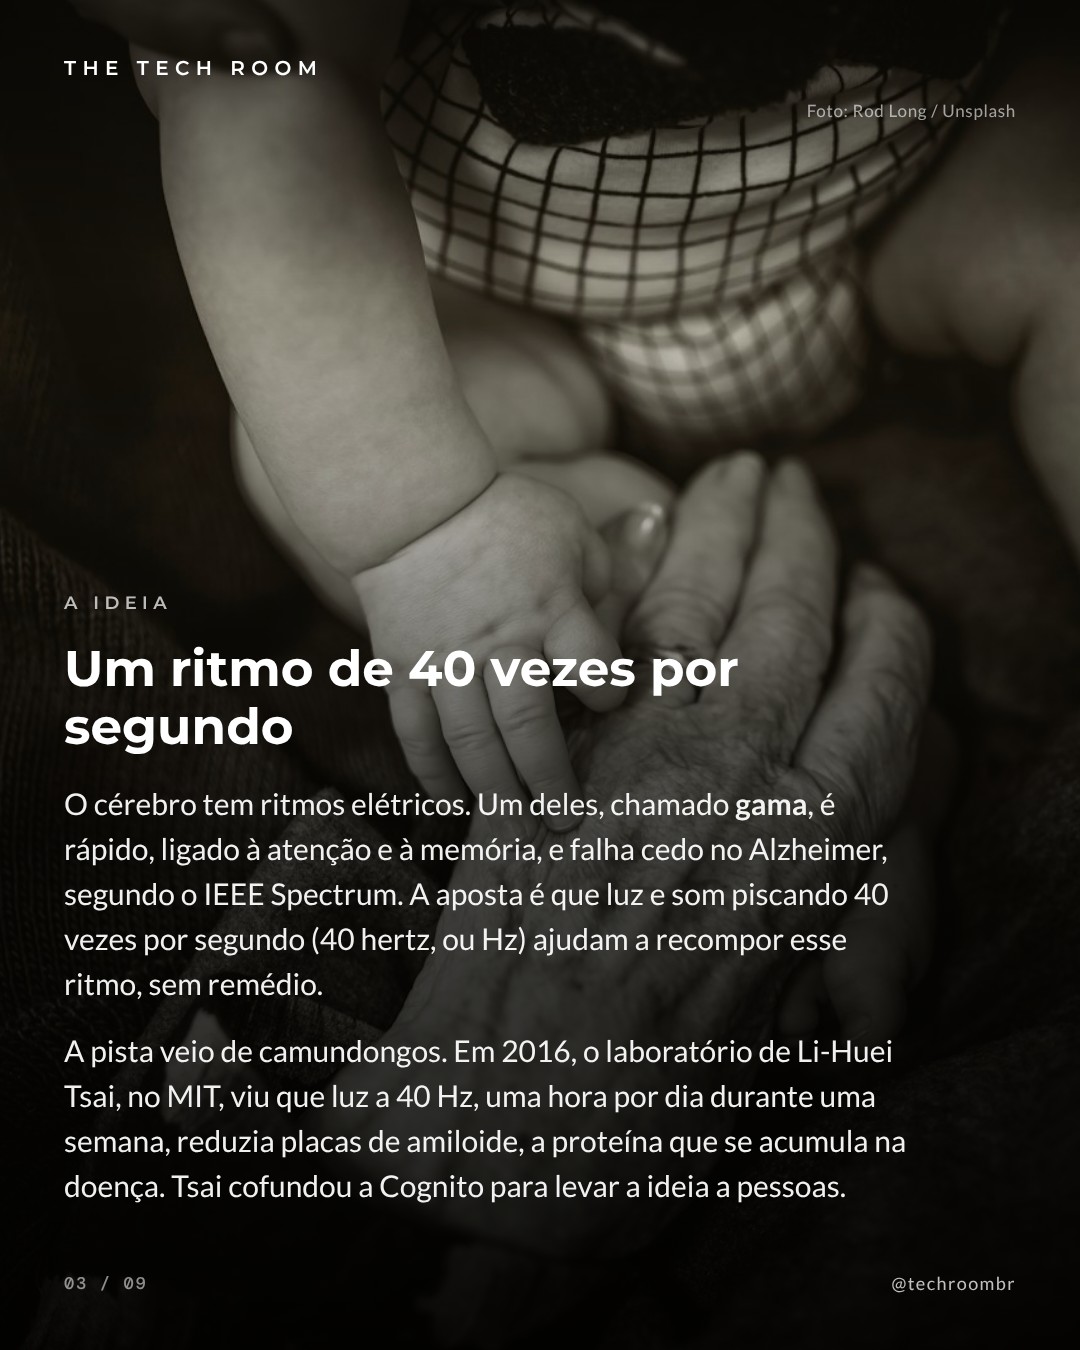 THE TECH ROOM
Foto: Rod Long / Unsplash
A IDEIA
Um ritmo de 40 vezes por
segundo
O cérebro tem ritmos elétricos. Um deles, chamado gama, é
rápido, ligado à atenção e à memória, e falha cedo no Alzheimer,
segundo o IEEE Spectrum. A aposta é que luz e som piscando 40
vezes por segundo (40 hertz, ou Hz) ajudam a recompor esse
ritmo, sem remédio.
A pista veio de camundongos. Em 2016, o laboratório de Li-Huei
Tsai, no MIT, viu que luz a 40 Hz, uma hora por dia durante uma
semana, reduzia placas de amiloide, a proteína que se acumula na
doença. Tsai cofundou a Cognito para levar a ideia a pessoas.
03 / 09
@techroombr